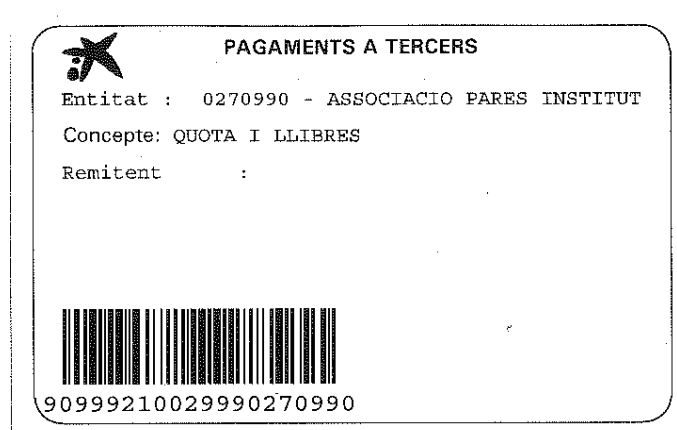 PAGAMENTS A TERCERS
Entitat : 0270990 - ASSOCIACIO PARES INSTITUT
Concepte: QUOTA I LLIBRES
Remitent :
90999210029990270990